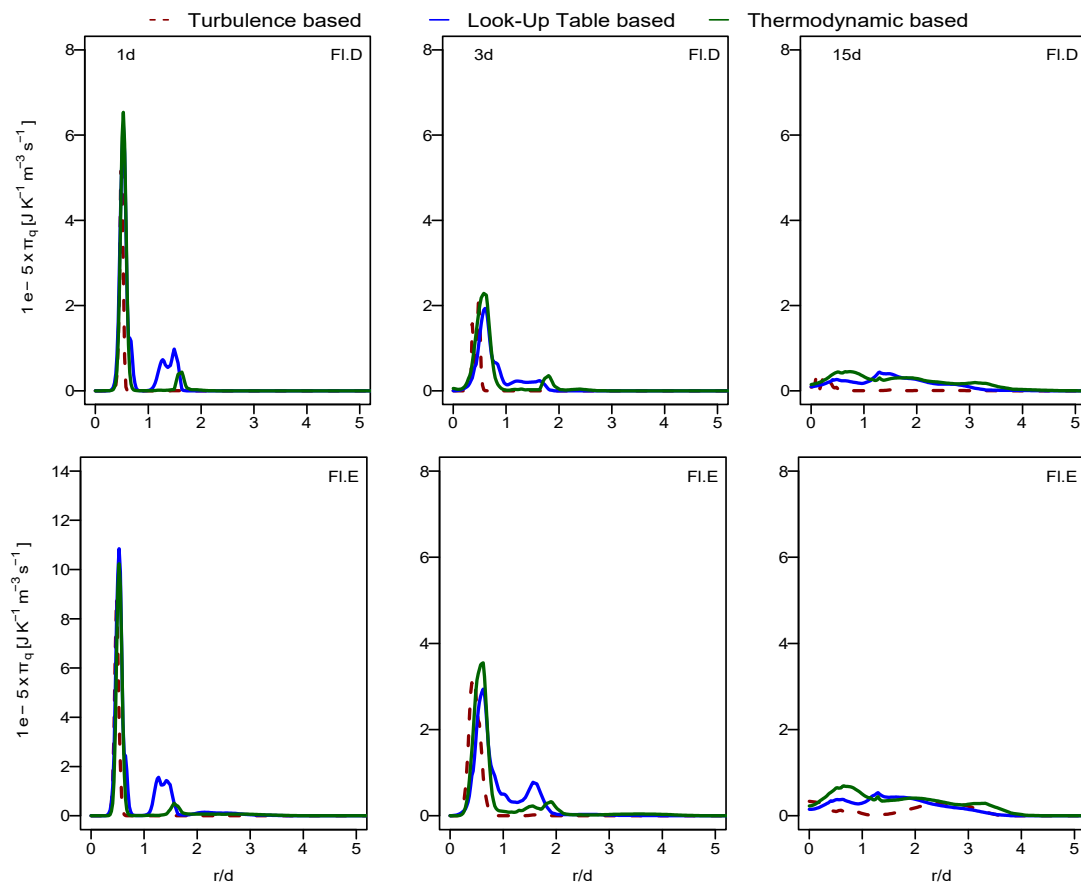 Turbulence based Look-Up Table based Thermodynamic based
1d Fl.D
3d Fl.D
15d Fl.D
1e− 5 x π_q [J K⁻¹ m⁻³ s⁻¹]
8
6
4
2
0
0 1 2 3 4 5
8
6
4
2
0
0 1 2 3 4 5
8
6
4
2
0
0 1 2 3 4 5
Fl.E
Fl.E
Fl.E
1e− 5 x π_q [J K⁻¹ m⁻³ s⁻¹]
14
12
10
8
6
4
2
0
0 1 2 3 4 5
r/d
8
6
4
2
0
0 1 2 3 4 5
r/d
8
6
4
2
0
0 1 2 3 4 5
r/d